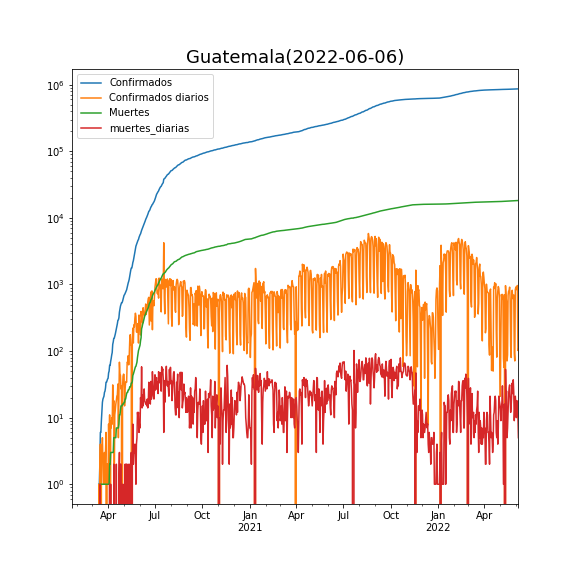 Guatemala(2022-06-06)
Confirmados
Confirmados diarios
Muertes
muertes_diarias
10⁶
10⁵
10⁴
10³
10²
10¹
10⁰
Apr Jul Oct Jan Apr Jul Oct Jan Apr
2021 2022